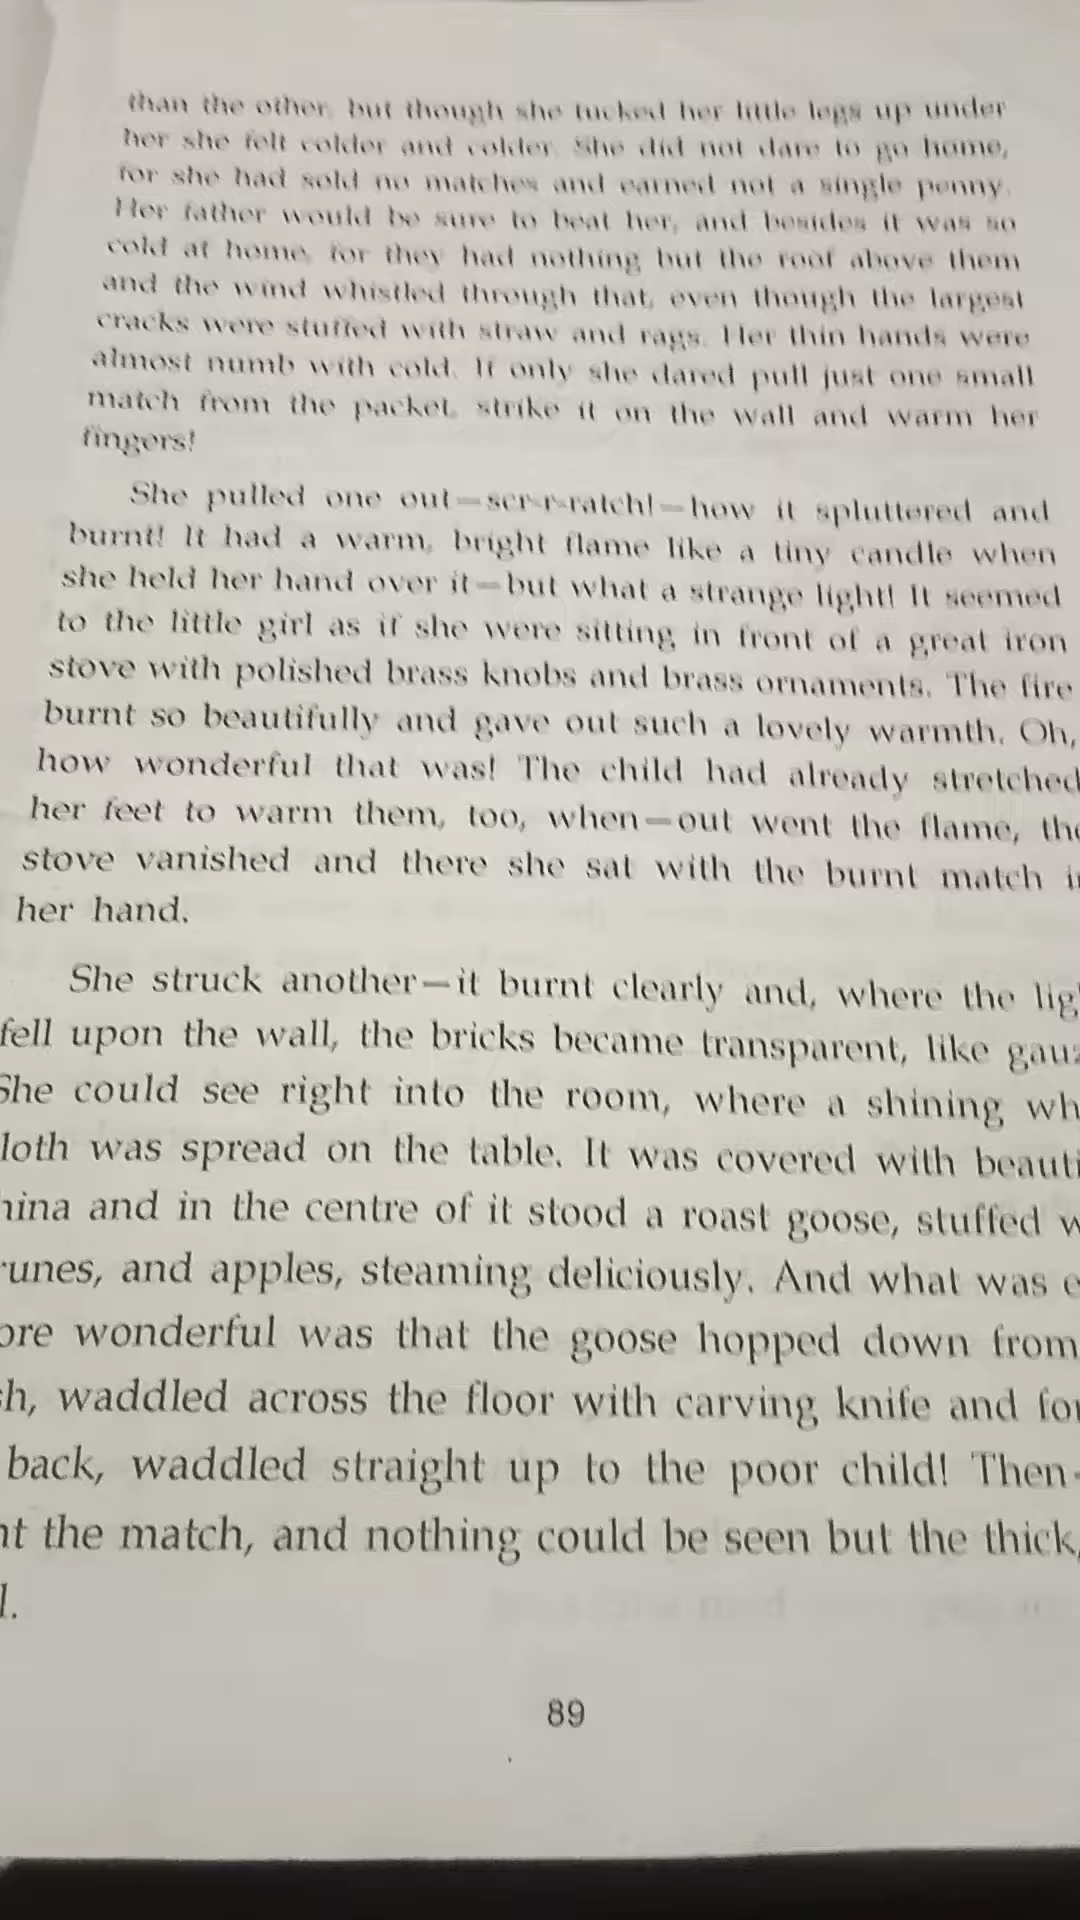 than the other, but though she tucked her little legs up under
her she felt colder and colder. She did not dare to go home,
for she had sold no matches and earned not a single penny.
Her father would be sure to beat her, and besides it was so
cold at home, for they had nothing but the roof above them
and the wind whistled through that, even though the largest
cracks were stuffed with straw and rags. Her thin hands were
almost numb with cold. If only she dared pull just one small
match from the packet, strike it on the wall and warm her
fingers!
She pulled one out—scr-r-ratch!—how it spluttered and
burnt! It had a warm, bright flame like a tiny candle when
she held her hand over it—but what a strange light! It seemed
to the little girl as if she were sitting in front of a great iron
stove with polished brass knobs and brass ornaments. The fire
burnt so beautifully and gave out such a lovely warmth. Oh,
how wonderful that was! The child had already stretched
her feet to warm them, too, when—out went the flame, the
stove vanished and there she sat with the burnt match
her hand.
She struck another—it burnt clearly and, where the
fell upon the wall, the bricks became transparent, like
She could see right into the room, where a shining
was spread on the table. It was covered with
and in the centre of it stood a roast goose, stuffed
and apples, steaming deliciously. And what was
wonderful was that the goose hopped down from
waddled across the floor with carving knife and
back, waddled straight up to the poor child! Then—
the match, and nothing could be seen but the thick,
89